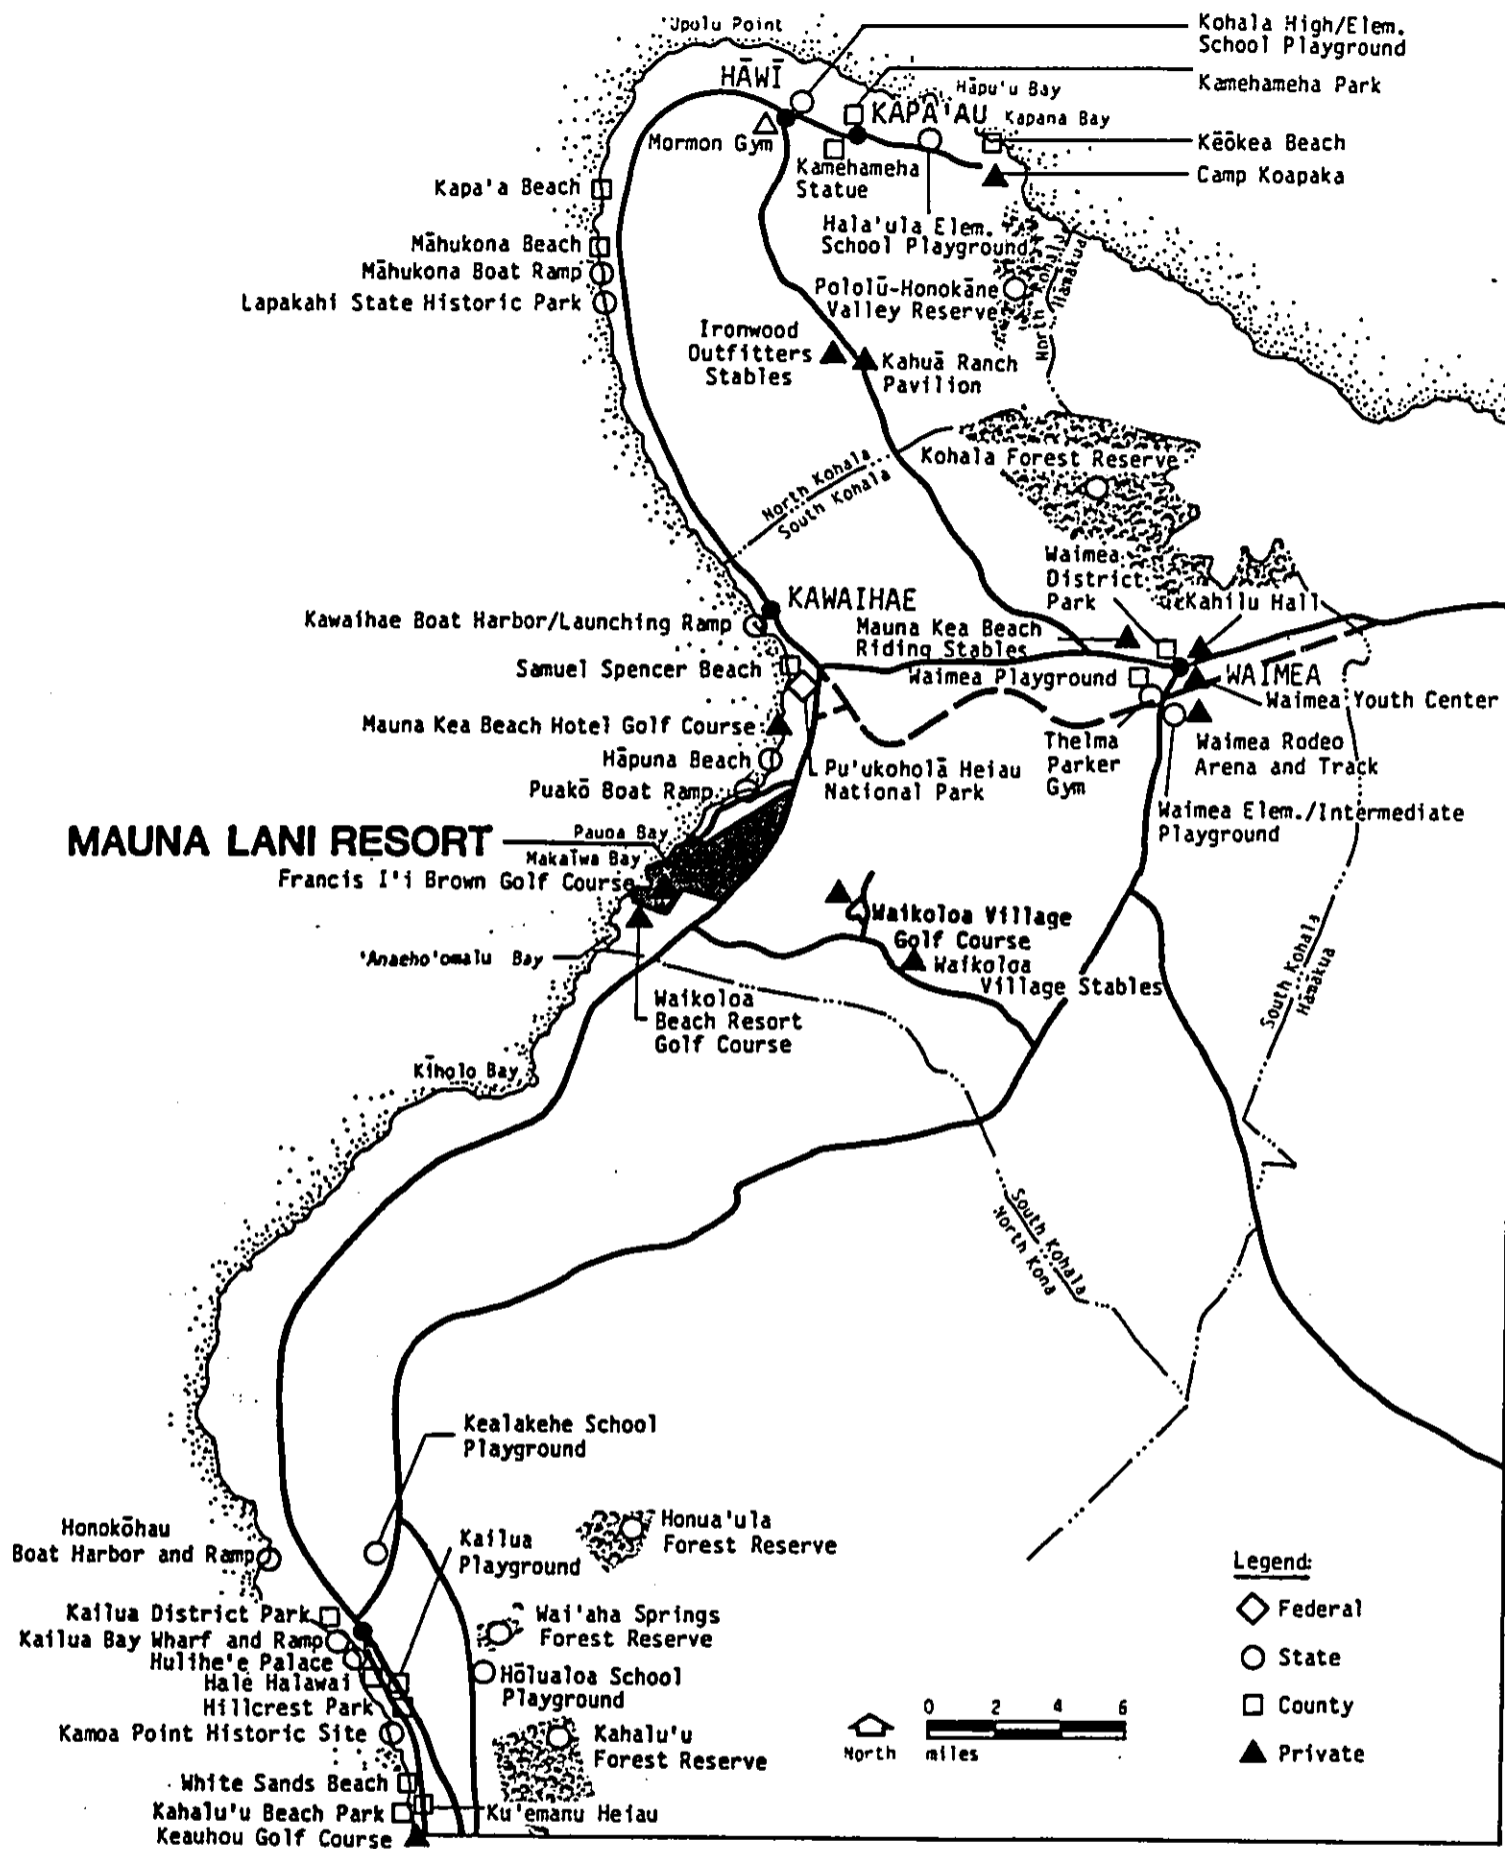 Upolu Point
Kohala High/Elem.
School Playground
HĀWĪ
Kamehameha Park
Hāpu'u Bay
KAPA'AU
Kapana Bay
Mormon Gym
Kēōkea Beach
Kamehameha
Statue
Camp Koapaka
Kapa'a Beach
Hala'ula Elem.
School Playground
Māhukona Beach
Māhukona Boat Ramp
Lapakahi State Historic Park
Pololū-Honokāne
Valley Reserve
North Kohala
Hāmākua
Ironwood
Outfitters
Stables
Kahuā Ranch
Pavilion
North Kohala
South Kohala
Kohala Forest Reserve
Waimea
District
Park
Kahilu Hall
KAWAIHAE
Kawaihae Boat Harbor/Launching Ramp
Mauna Kea Beach
Riding Stables
Samuel Spencer Beach
Waimea Playground
WAIMEA
Waimea Youth Center
Mauna Kea Beach Hotel Golf Course
Thelma
Parker
Gym
Waimea Rodeo
Arena and Track
Hāpuna Beach
Pu'ukoholā Heiau
National Park
Puakō Boat Ramp
Waimea Elem./Intermediate
Playground
MAUNA LANI RESORT
Pauoa Bay
Makaīwa Bay
Francis I'i Brown Golf Course
Waikoloa Village
Golf Course
'Anaeho'omalu Bay
Waikoloa
Village Stables
South Kohala
Hāmākua
Waikoloa
Beach Resort
Golf Course
Kīholo Bay
South Kohala
North Kona
Kealakehe School
Playground
Honokōhau
Boat Harbor and Ramp
Kailua
Playground
Honua'ula
Forest Reserve
Legend:
Federal
State
County
Private
Kailua District Park
Kailua Bay Wharf and Ramp
Hulihe'e Palace
Hale Halawai
Hillcrest Park
Kamoa Point Historic Site
Wai'aha Springs
Forest Reserve
Hōlualoa School
Playground
Kahalu'u
Forest Reserve
North
0 2 4 6
miles
White Sands Beach
Kahalu'u Beach Park
Ku'emanu Heiau
Keauhou Golf Course